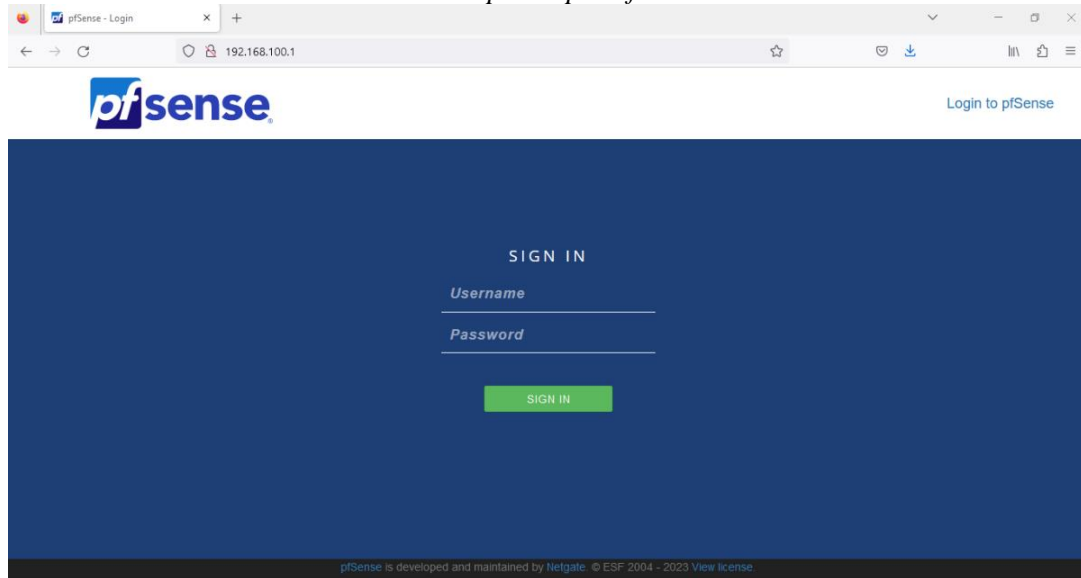 pfSense - Login
192.168.100.1
pfsense
Login to pfSense
SIGN IN
Username
Password
SIGN IN
pfSense is developed and maintained by Netgate. © ESF 2004 - 2023 View license.